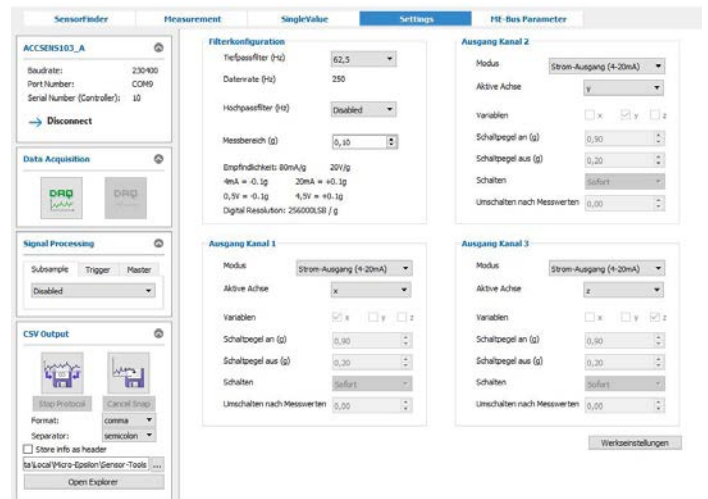 SensorFinder
Measurement
SingleValue
Settings
ME-Bus Parameter
ACCSENS103_A
Baudrate: 230400
Port Number: COM9
Serial Number (Controller): 10
Disconnect
Data Acquisition
DAQ
DAQ
Signal Processing
Subsample Trigger Master
Disabled
CSV Output
Stop Protocol Cancel Snap
Format: comma
Separator: semicolon
Store info as header
ta\Local\Micro-Epsilon\Sensor-Tools ...
Open Explorer
Filterkonfiguration
Tiefpassfilter (Hz) 62,5
Datenrate (Hz) 250
Hochpassfilter (Hz) Disabled
Messbereich (g) 0,10
Empfindlichkeit: 80mA/g 20V/g
4mA = -0.1g 20mA = +0.1g
0,5V = -0.1g 4,5V = +0.1g
Digital Resolution: 256000LSB / g
Ausgang Kanal 1
Modus Strom-Ausgang (4-20mA)
Aktive Achse x
Variablen x y z
Schaltpegel an (g) 0,90
Schaltpegel aus (g) 0,20
Schalten Sofort
Umschalten nach Messwerten 0,00
Ausgang Kanal 2
Modus Strom-Ausgang (4-20mA)
Aktive Achse y
Variablen x y z
Schaltpegel an (g) 0,90
Schaltpegel aus (g) 0,20
Schalten Sofort
Umschalten nach Messwerten 0,00
Ausgang Kanal 3
Modus Strom-Ausgang (4-20mA)
Aktive Achse z
Variablen x y z
Schaltpegel an (g) 0,90
Schaltpegel aus (g) 0,20
Schalten Sofort
Umschalten nach Messwerten 0,00
Werkseinstellungen